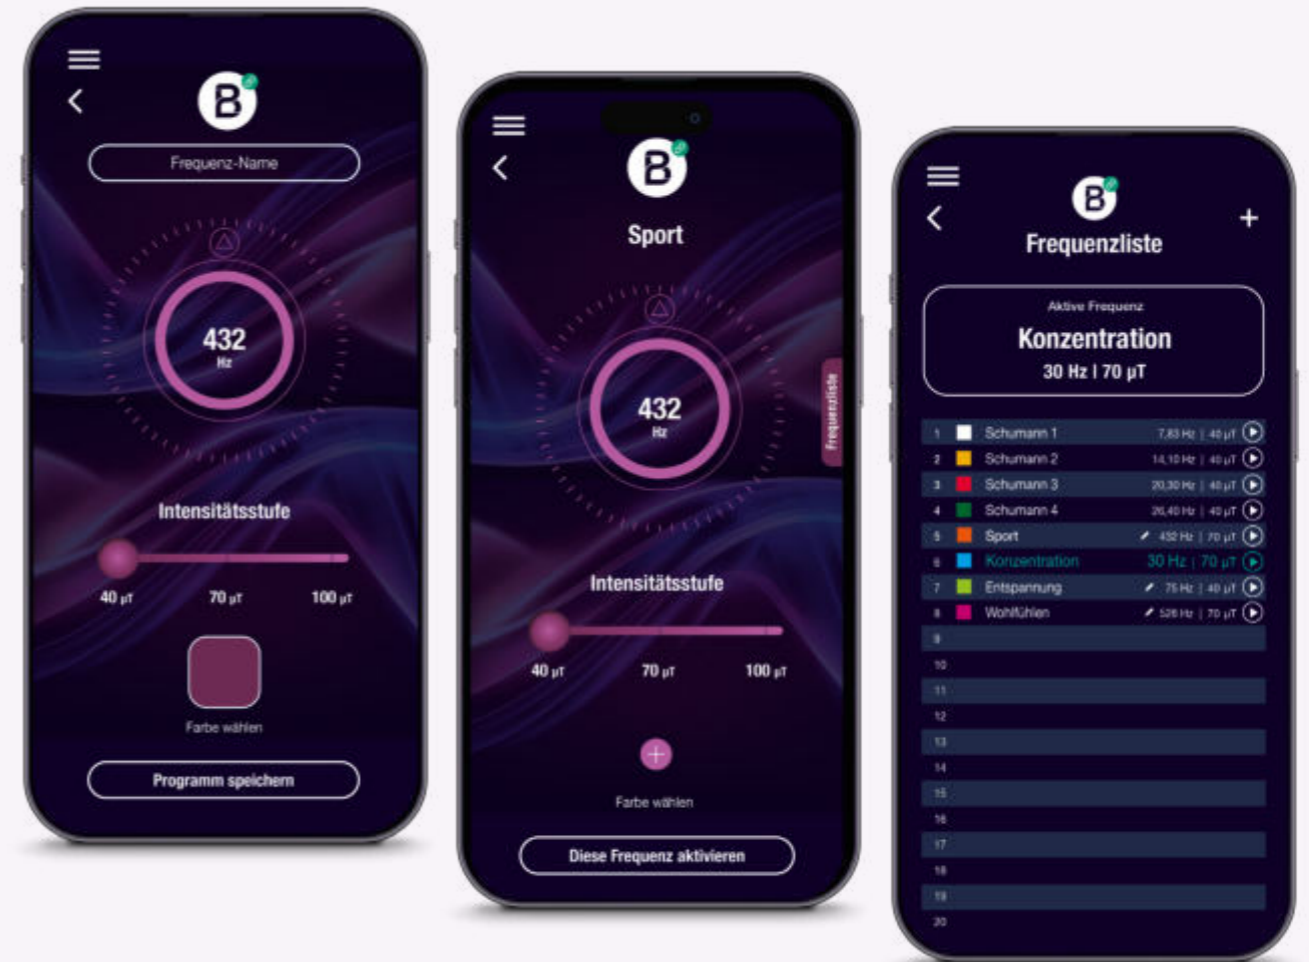 B
Frequenz-Name
432
Hz
Intensitätsstufe
40 µT 70 µT 100 µT
Farbe wählen
Programm speichern
B
Sport
432
Hz
Frequenzliste
Intensitätsstufe
40 µT 70 µT 100 µT
Farbe wählen
Diese Frequenz aktivieren
B
Frequenzliste
Aktive Frequenz
Konzentration
30 Hz | 70 µT
1 Schumann 1 7,83 Hz | 40 µT
2 Schumann 2 14,10 Hz | 40 µT
3 Schumann 3 20,30 Hz | 40 µT
4 Schumann 4 26,40 Hz | 40 µT
5 Sport 432 Hz | 70 µT
6 Konzentration 30 Hz | 70 µT
7 Entspannung 75 Hz | 40 µT
8 Wohlfühlen 528 Hz | 70 µT
9
10
11
12
13
14
15
16
17
18
19
20